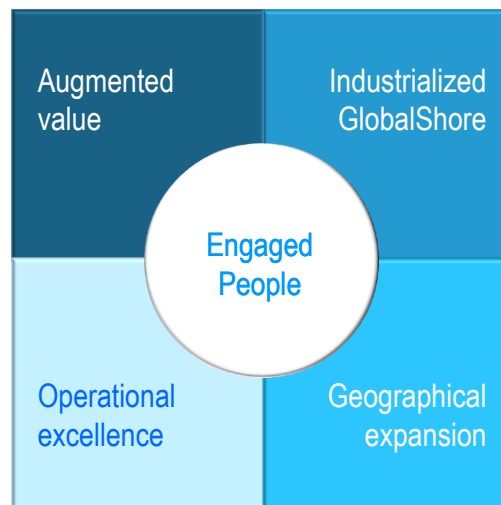 Augmented
value
Industrialized
GlobalShore
Engaged
People
Operational
excellence
Geographical
expansion